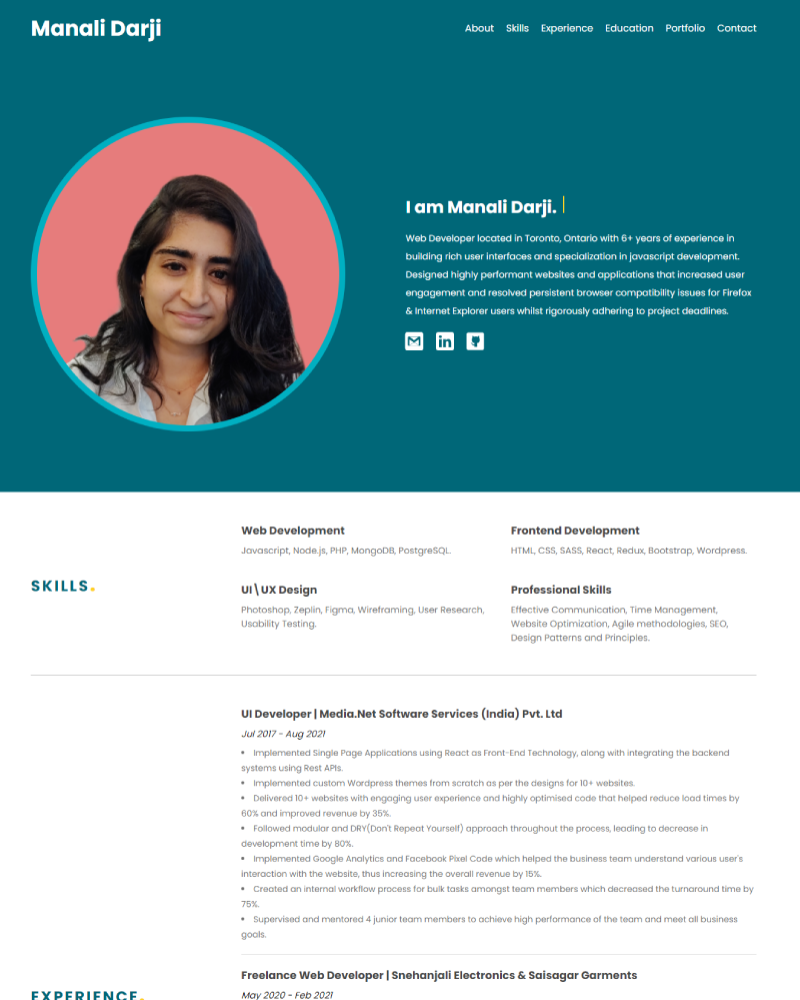 Manali Darji
About Skills Experience Education Portfolio Contact
I am Manali Darji.
Web Developer located in Toronto, Ontario with 6+ years of experience in
building rich user interfaces and specialization in javascript development.
Designed highly performant websites and applications that increased user
engagement and resolved persistent browser compatibility issues for Firefox
& Internet Explorer users whilst rigorously adhering to project deadlines.
SKILLS.
Web Development
Javascript, Node.js, PHP, MongoDB, PostgreSQL.
Frontend Development
HTML, CSS, SASS, React, Redux, Bootstrap, Wordpress.
UI\UX Design
Photoshop, Zeplin, Figma, Wireframing, User Research,
Usability Testing.
Professional Skills
Effective Communication, Time Management,
Website Optimization, Agile methodologies, SEO,
Design Patterns and Principles.
UI Developer | Media.Net Software Services (India) Pvt. Ltd
Jul 2017 - Aug 2021
• Implemented Single Page Applications using React as Front-End Technology, along with integrating the backend
systems using Rest APIs.
• Implemented custom Wordpress themes from scratch as per the designs for 10+ websites.
• Delivered 10+ websites with engaging user experience and highly optimised code that helped reduce load times by
60% and improved revenue by 35%.
• Followed modular and DRY(Don't Repeat Yourself) approach throughout the process, leading to decrease in
development time by 80%.
• Implemented Google Analytics and Facebook Pixel Code which helped the business team understand various user's
interaction with the website, thus increasing the overall revenue by 15%.
• Created an internal workflow process for bulk tasks amongst team members which decreased the turnaround time by
75%.
• Supervised and mentored 4 junior team members to achieve high performance of the team and meet all business
goals.
Freelance Web Developer | Snehanjali Electronics & Saisagar Garments
EXPERIENCE.
May 2020 - Feb 2021